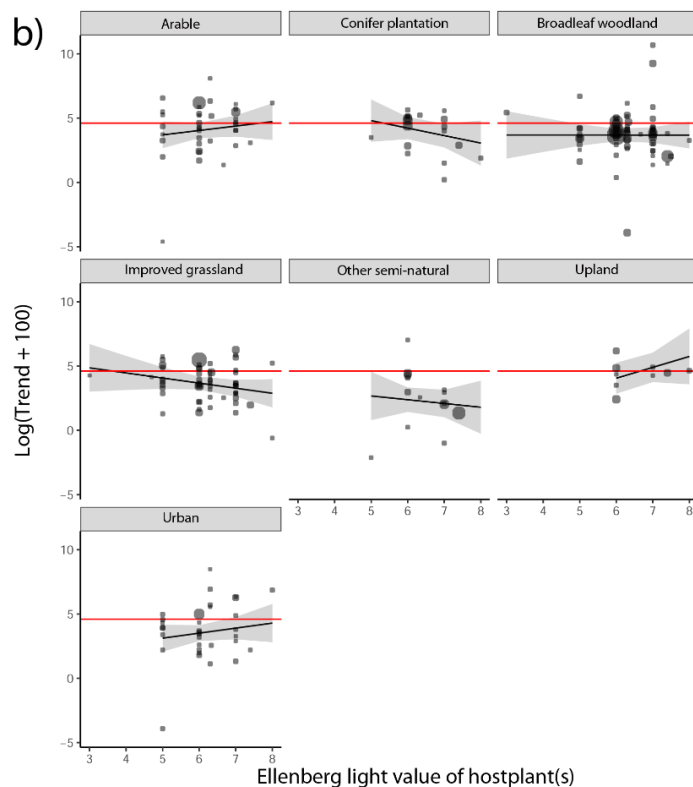 b)
Arable
Conifer plantation
Broadleaf woodland
10
5
0
−5
Improved grassland
Other semi-natural
Upland
10
5
0
−5
3 4 5 6 7 8
3 4 5 6 7 8
Urban
10
5
0
−5
3 4 5 6 7 8
Log(Trend + 100)
Ellenberg light value of hostplant(s)